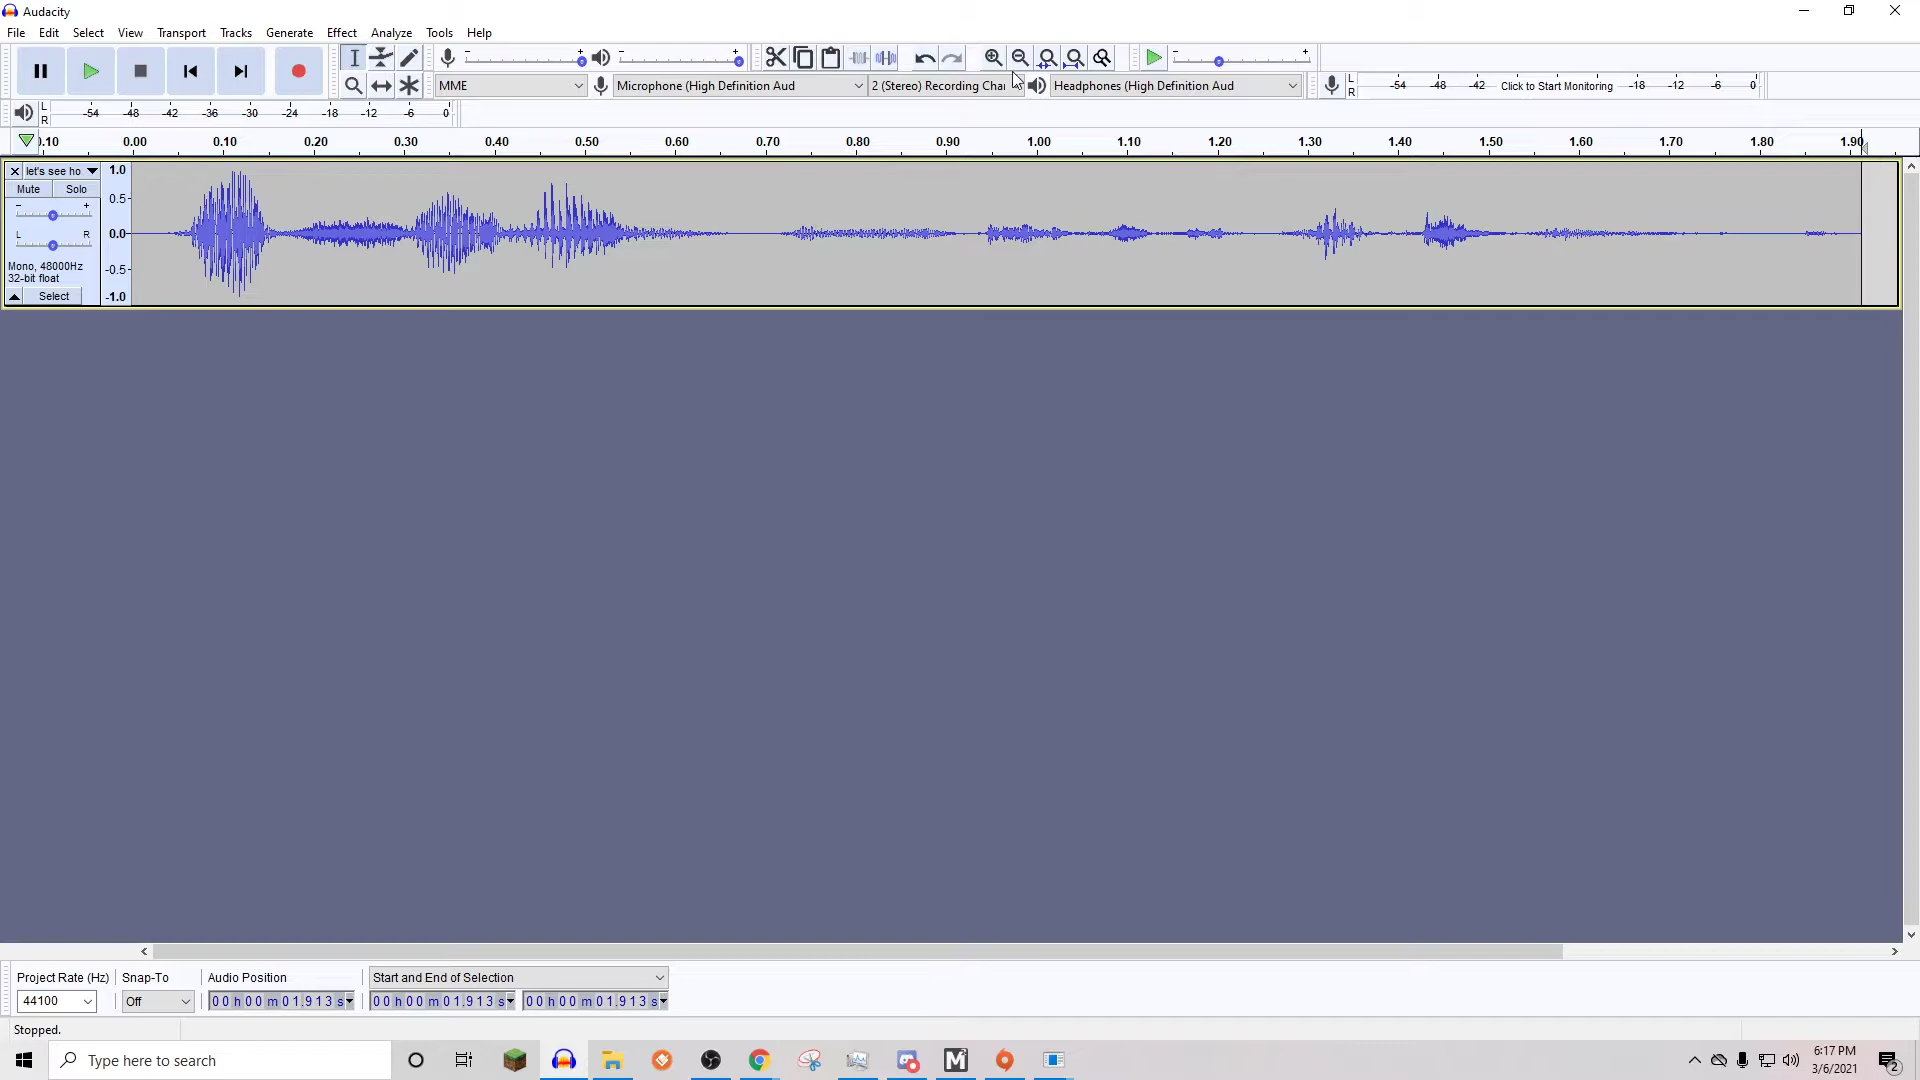 Audacity
File Edit Select View Transport Tracks Generate Effect Analyze Tools Help
MME Microphone (High Definition Aud 2 (Stereo) Recording Char Headphones (High Definition Aud L R -54 -48 -42 Click to Start Monitoring -18 -12 -6 0
L R -54 -48 -42 -36 -30 -24 -18 -12 -6 0
0.10 0.00 0.10 0.20 0.30 0.40 0.50 0.60 0.70 0.80 0.90 1.00 1.10 1.20 1.30 1.40 1.50 1.60 1.70 1.80 1.90
let's see ho 1.0
Mute Solo
0.5
L R 0.0
Mono, 48000Hz
32-bit float
-0.5
Select -1.0
Project Rate (Hz) Snap-To Audio Position Start and End of Selection
44100 Off 00 h 00 m 01.913 s 00 h 00 m 01.913 s 00 h 00 m 01.913 s
Stopped.
Type here to search
6:17 PM
3/6/2021
2